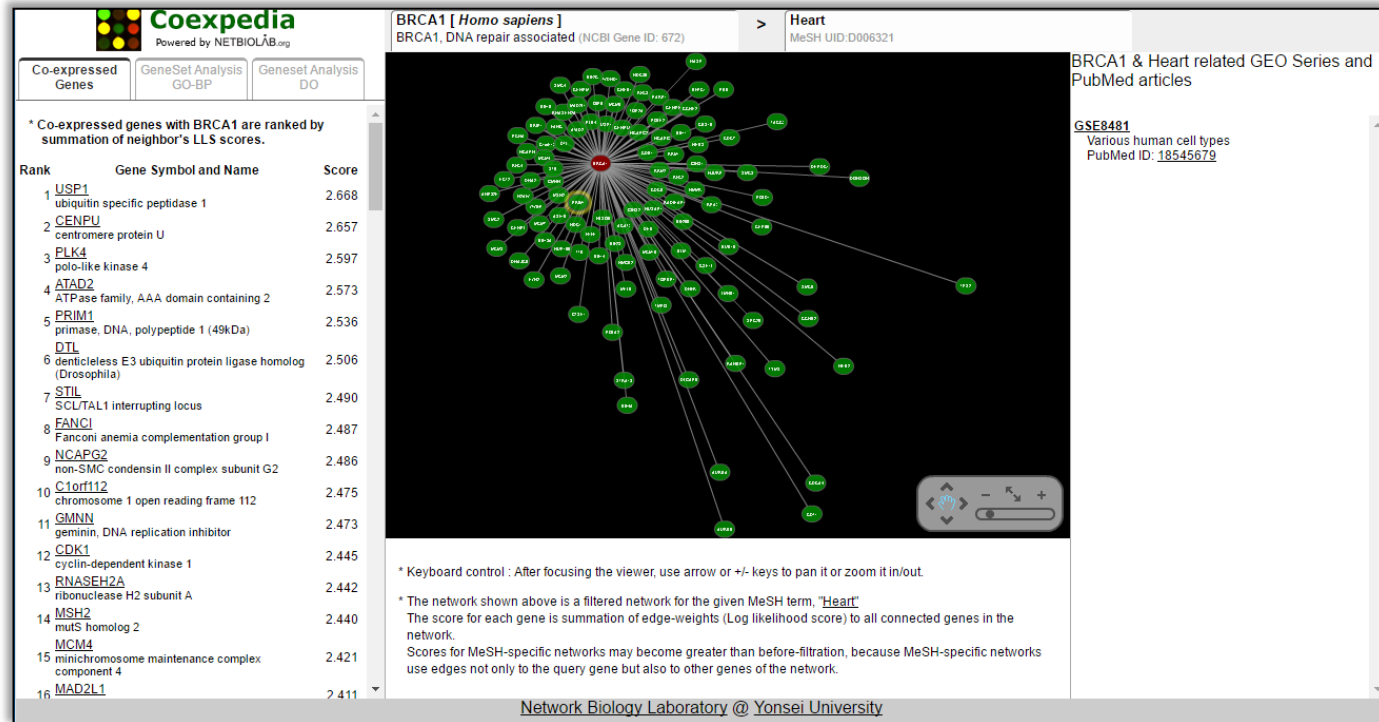 Coexpedia
Powered by NETBIOLAB.org
BRCA1 [ Homo sapiens ]
BRCA1, DNA repair associated (NCBI Gene ID: 672)
>
Heart
MeSH UID:D006321
Co-expressed
Genes
GeneSet Analysis
GO-BP
Geneset Analysis
DO
* Co-expressed genes with BRCA1 are ranked by
summation of neighbor's LLS scores.
Rank Gene Symbol and Name Score
1 USP1 2.668
ubiquitin specific peptidase 1
2 CENPU 2.657
centromere protein U
3 PLK4 2.597
polo-like kinase 4
4 ATAD2 2.573
ATPase family, AAA domain containing 2
5 PRIM1 2.536
primase, DNA, polypeptide 1 (49kDa)
DTL
6 denticleless E3 ubiquitin protein ligase homolog 2.506
(Drosophila)
7 STIL 2.490
SCL/TAL1 interrupting locus
8 FANCI 2.487
Fanconi anemia complementation group I
9 NCAPG2 2.486
non-SMC condensin II complex subunit G2
10 C1orf112 2.475
chromosome 1 open reading frame 112
11 GMNN 2.473
geminin, DNA replication inhibitor
12 CDK1 2.445
cyclin-dependent kinase 1
13 RNASEH2A 2.442
ribonuclease H2 subunit A
14 MSH2 2.440
mutS homolog 2
MCM4
15 minichromosome maintenance complex 2.421
component 4
16 MAD2L1 2.411
* Keyboard control : After focusing the viewer, use arrow or +/- keys to pan it or zoom it in/out.
* The network shown above is a filtered network for the given MeSH term, "Heart"
The score for each gene is summation of edge-weights (Log likelihood score) to all connected genes in the
network.
Scores for MeSH-specific networks may become greater than before-filtration, because MeSH-specific networks
use edges not only to the query gene but also to other genes of the network.
BRCA1 & Heart related GEO Series and
PubMed articles
GSE8481
Various human cell types
PubMed ID: 18545679
Network Biology Laboratory @ Yonsei University